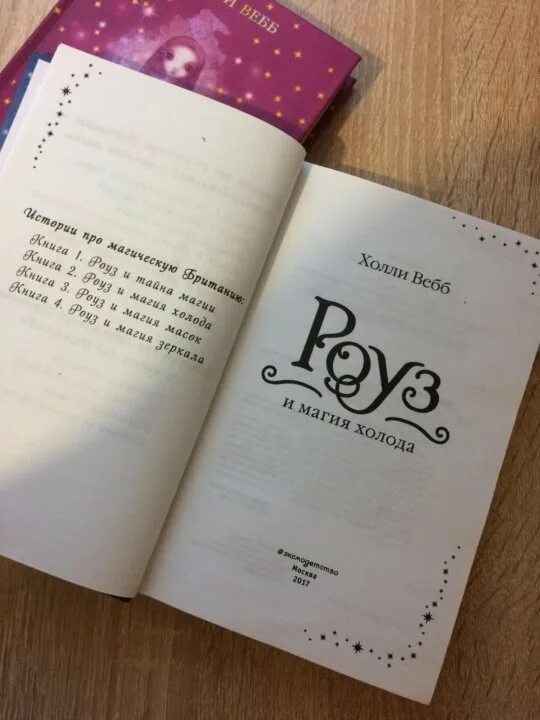 И ВЕББ
Истории про магическую Британию:
Книга 1. Роуз и тайна магии
Книга 2. Роуз и магия холода
Книга 3. Роуз и магия масок
Книга 4. Роуз и магия зеркала
Холли Вебб
Роуз
и магия холода
#эксмодетство
Москва
2017